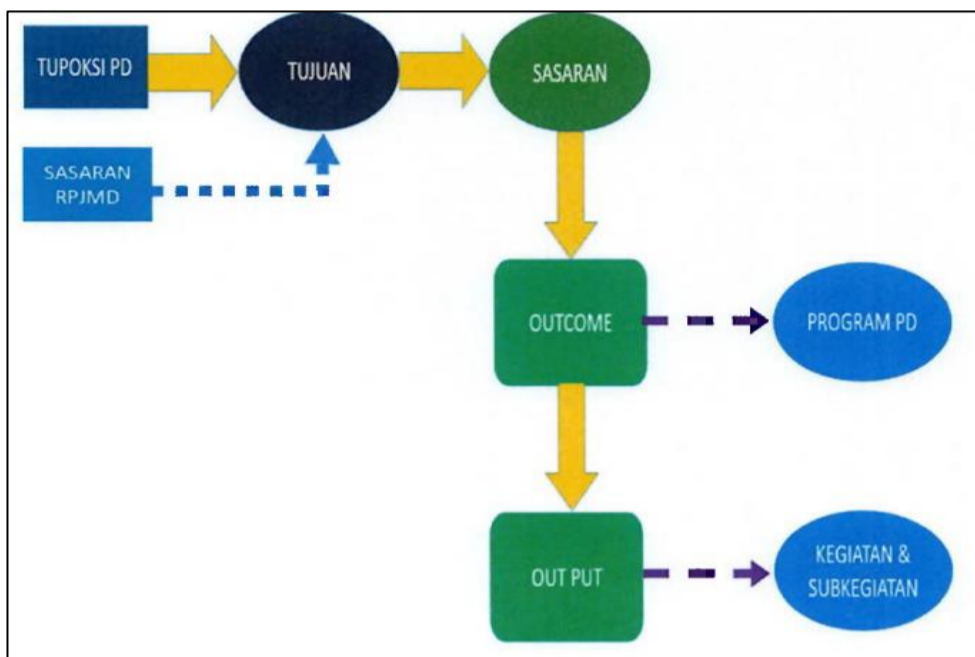 TUPOKSI PD
TUJUAN
SASARAN
SASARAN
RPJMD
OUTCOME
PROGRAM PD
OUT PUT
KEGIATAN &
SUBKEGIATAN